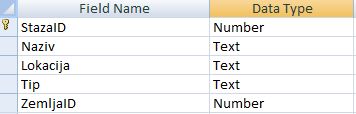 Field Name Data Type
StazaID Number
Naziv Text
Lokacija Text
Tip Text
ZemljaID Number